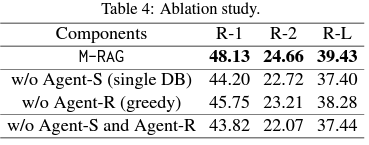 Table 4: Ablation study.
Components R-1 R-2 R-L
M-RAG 48.13 24.66 39.43
w/o Agent-S (single DB) 44.20 22.72 37.40
w/o Agent-R (greedy) 45.75 23.21 38.28
w/o Agent-S and Agent-R 43.82 22.07 37.44